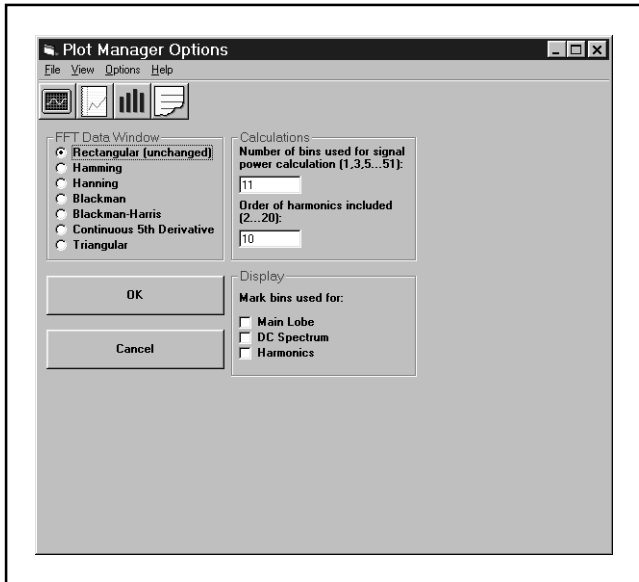 Plot Manager Options
File View Options Help
FFT Data Window
Rectangular (unchanged)
Hamming
Hanning
Blackman
Blackman-Harris
Continuous 5th Derivative
Triangular
Calculations
Number of bins used for signal
power calculation (1,3,5...51):
11
Order of harmonics included
(2...20):
10
OK
Cancel
Display
Mark bins used for:
Main Lobe
DC Spectrum
Harmonics